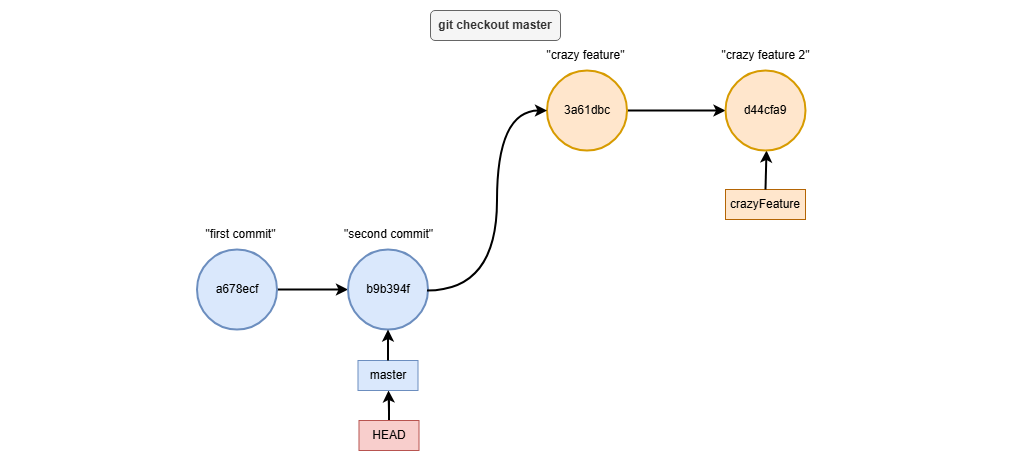 git checkout master
"crazy feature"
"crazy feature 2"
3a61dbc
d44cfa9
crazyFeature
"first commit"
"second commit"
a678ecf
b9b394f
master
HEAD